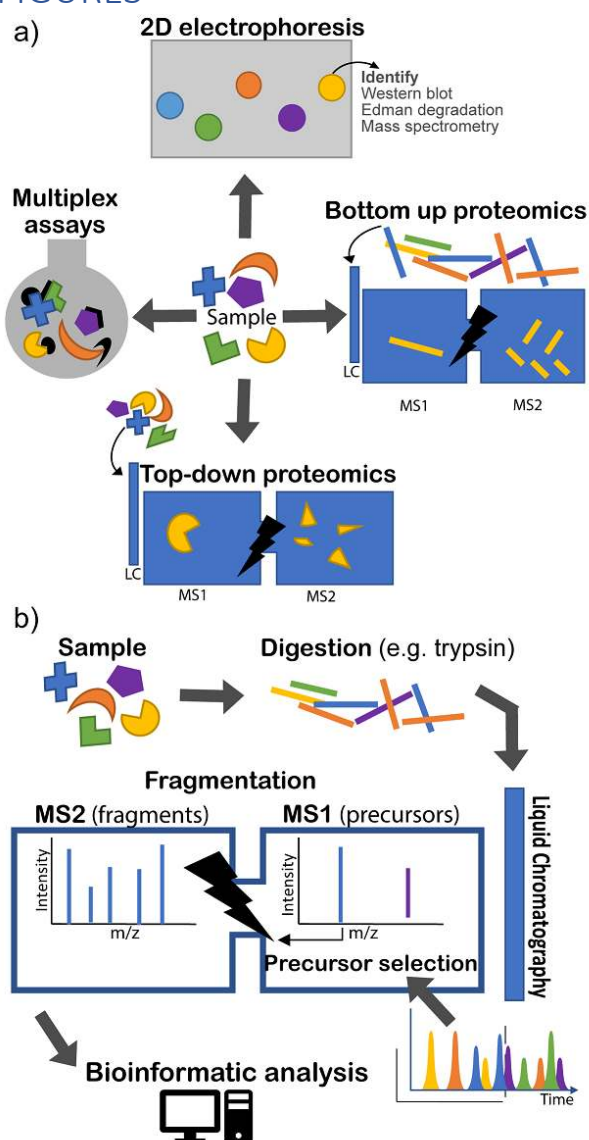 FIGURES
a)
2D electrophoresis
Identify
Western blot
Edman degradation
Mass spectrometry
Multiplex
assays
Bottom up proteomics
Sample
LC
MS1
MS2
Top-down proteomics
LC
MS1
MS2
b)
Sample
Digestion (e.g. trypsin)
Fragmentation
MS2 (fragments)
MS1 (precursors)
Intensity
m/z
Intensity
m/z
Precursor selection
Liquid Chromatography
Time
Bioinformatic analysis